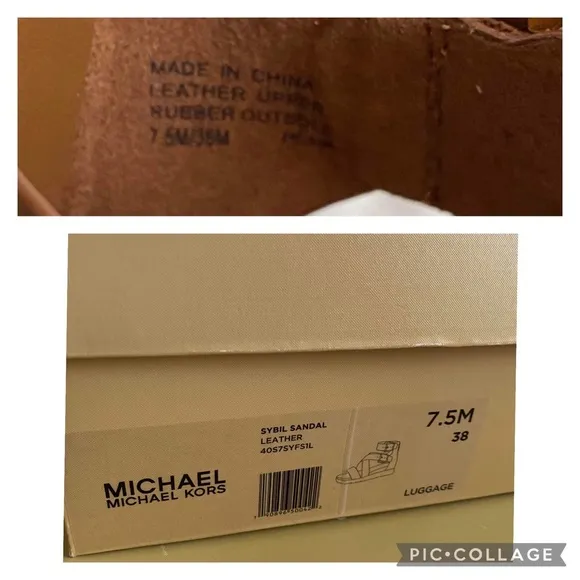 MADE IN CHINA
LEATHER UPPER
RUBBER OUTSOLE
7.5M/38M
SYBIL SANDAL
LEATHER
40S7SYFS1L
7.5M
38
MICHAEL
MICHAEL KORS
LUGGAGE
PIC•COLLAGE